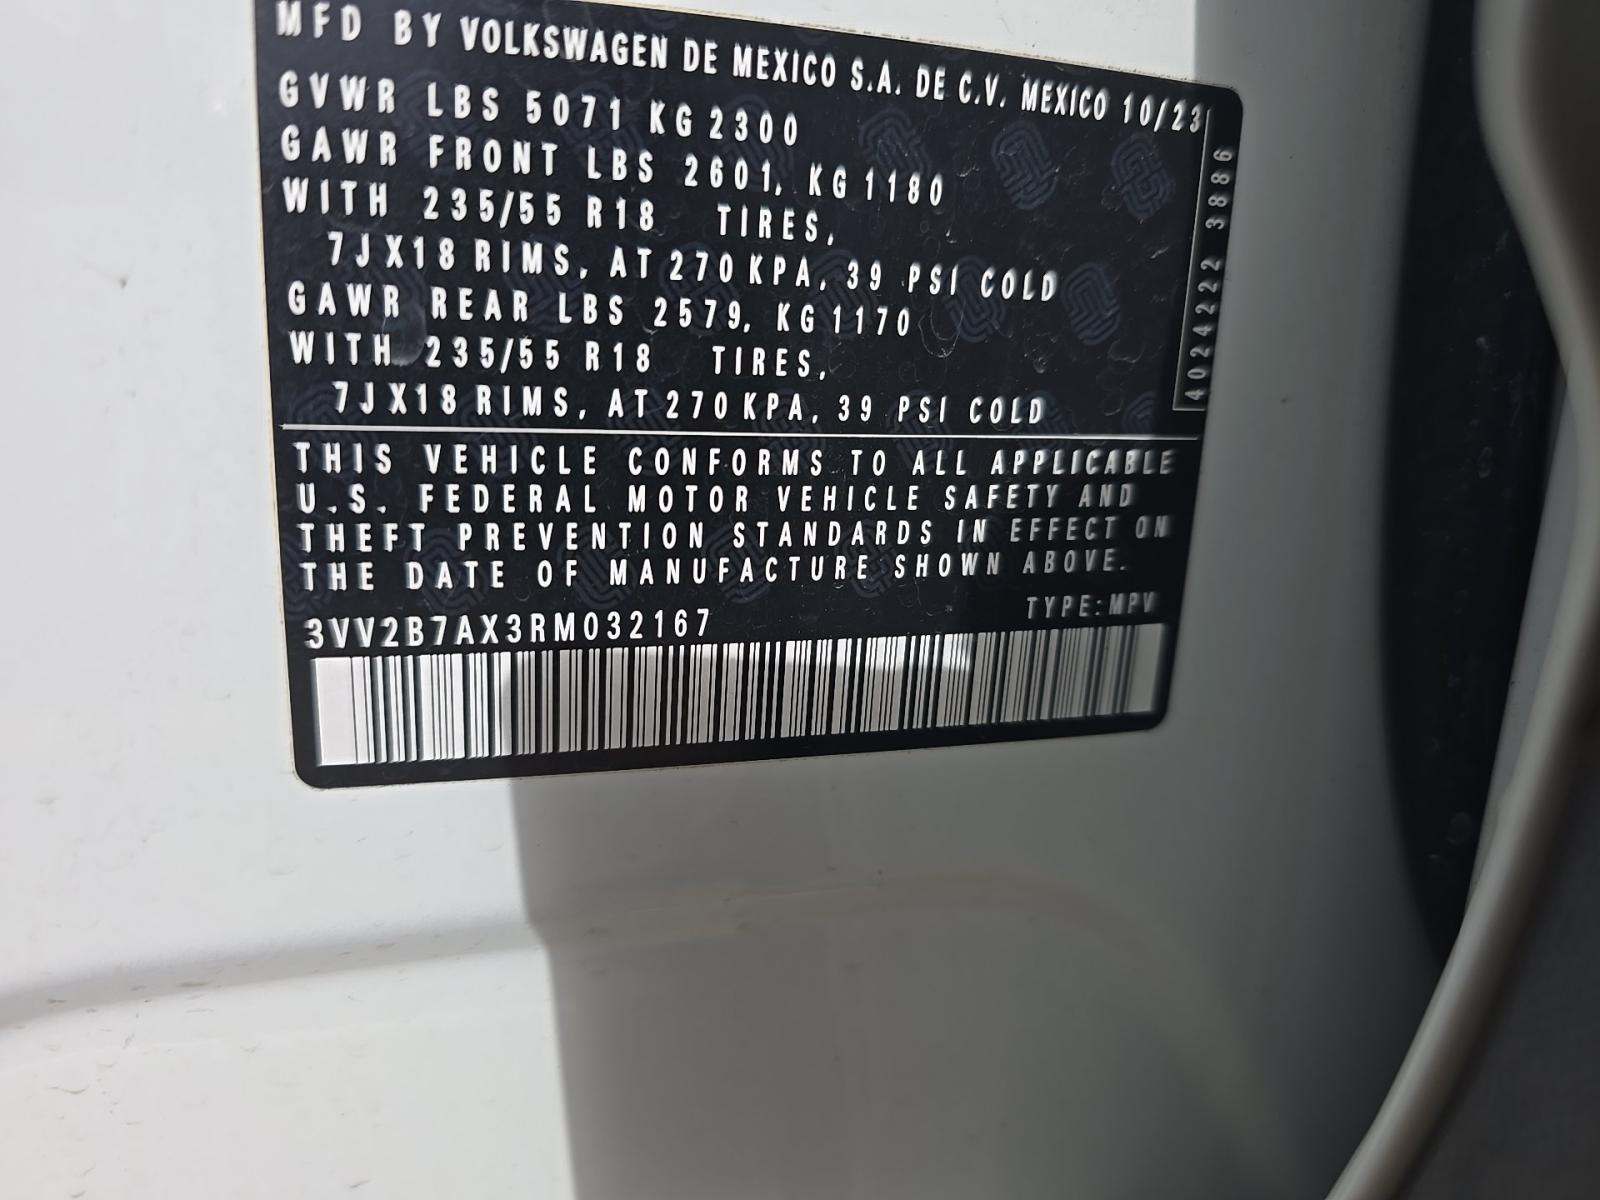 MFD BY VOLKSWAGEN DE MEXICO S.A. DE C.V. MEXICO 10/23
GVWR LBS 5071 KG 2300
GAWR FRONT LBS 2601, KG 1180
WITH 235/55 R18 TIRES,
7JX18 RIMS, AT 270 KPA, 39 PSI COLD
GAWR REAR LBS 2579, KG 1170
WITH 235/55 R18 TIRES,
7JX18 RIMS, AT 270 KPA, 39 PSI COLD
4024222 3886
THIS VEHICLE CONFORMS TO ALL APPLICABLE
U.S. FEDERAL MOTOR VEHICLE SAFETY AND
THEFT PREVENTION STANDARDS IN EFFECT ON
THE DATE OF MANUFACTURE SHOWN ABOVE.
TYPE:MPV
3VV2B7AX3RM032167